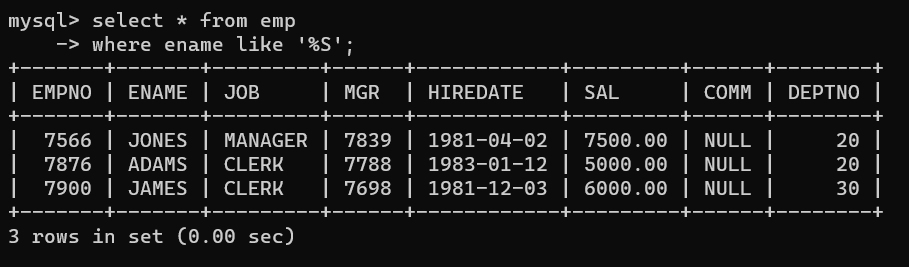 mysql> select * from emp
    -> where ename like '%S';
+-------+-------+---------+------+------------+---------+------+--------+
| EMPNO | ENAME | JOB     | MGR  | HIREDATE   | SAL     | COMM | DEPTNO |
+-------+-------+---------+------+------------+---------+------+--------+
|  7566 | JONES | MANAGER | 7839 | 1981-04-02 | 7500.00 | NULL |     20 |
|  7876 | ADAMS | CLERK   | 7788 | 1983-01-12 | 5000.00 | NULL |     20 |
|  7900 | JAMES | CLERK   | 7698 | 1981-12-03 | 6000.00 | NULL |     30 |
+-------+-------+---------+------+------------+---------+------+--------+
3 rows in set (0.00 sec)